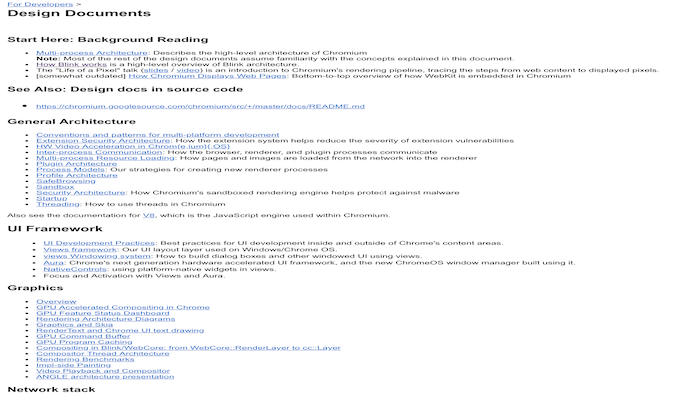 For Developers >
Design Documents
Start Here: Background Reading
Multi-process Architecture: Describes the high-level architecture of Chromium
Note: Most of the rest of the design documents assume familiarity with the concepts explained in this document.
How Blink works is a high-level overview of Blink architecture.
The "Life of a Pixel" talk (slides / video) is an introduction to Chromium's rendering pipeline, tracing the steps from web content to displayed pixels.
[somewhat outdated] How Chromium Displays Web Pages: Bottom-to-top overview of how WebKit is embedded in Chromium
See Also: Design docs in source code
https://chromium.googlesource.com/chromium/src/+/master/docs/README.md
General Architecture
Conventions and patterns for multi-platform development
Extension Security Architecture: How the extension system helps reduce the severity of extension vulnerabilities
HW Video Acceleration in Chrom{e,ium}{,OS}
Inter-process Communication: How the browser, renderer, and plugin processes communicate
Multi-process Resource Loading: How pages and images are loaded from the network into the renderer
Plugin Architecture
Process Models: Our strategies for creating new renderer processes
Profile Architecture
SafeBrowsing
Sandbox
Security Architecture: How Chromium's sandboxed rendering engine helps protect against malware
Startup
Threading: How to use threads in Chromium
Also see the documentation for V8, which is the JavaScript engine used within Chromium.
UI Framework
UI Development Practices: Best practices for UI development inside and outside of Chrome's content areas.
Views framework: Our UI layout layer used on Windows/Chrome OS.
views Windowing system: How to build dialog boxes and other windowed UI using views.
Aura: Chrome's next generation hardware accelerated UI framework, and the new ChromeOS window manager built using it.
NativeControls: using platform-native widgets in views.
Focus and Activation with Views and Aura.
Graphics
Overview
GPU Accelerated Compositing in Chrome
GPU Feature Status Dashboard
Rendering Architecture Diagrams
Graphics and Skia
RenderText and Chrome UI text drawing
GPU Command Buffer
GPU Program Caching
Compositing in Blink/WebCore: from WebCore::RenderLayer to cc::Layer
Compositor Thread Architecture
Rendering Benchmarks
Impl-side Painting
Video Playback and Compositor
ANGLE architecture presentation
Network stack